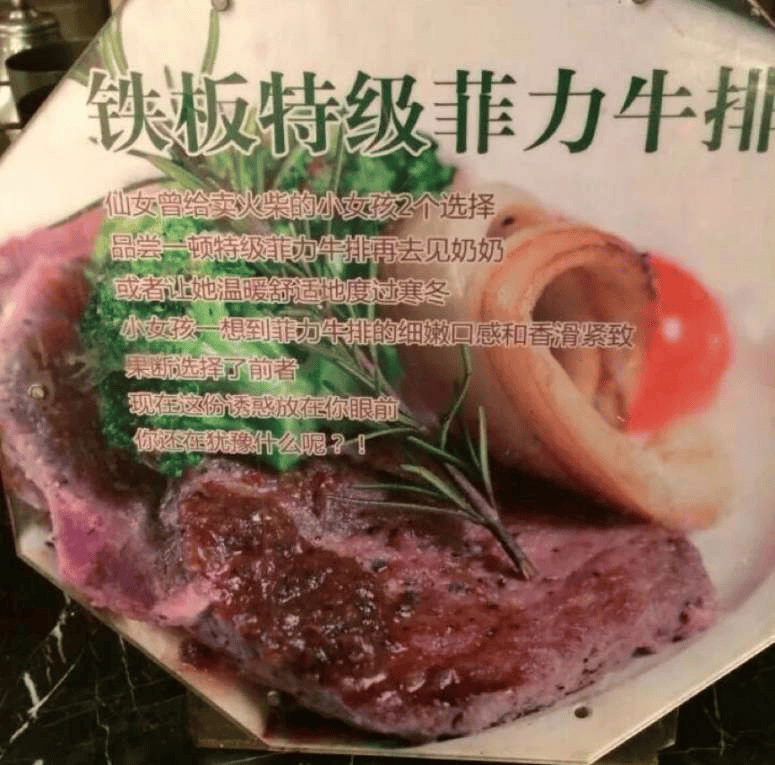 铁板特级菲力牛排
仙女曾给卖火柴的小女孩2个选择
品尝一顿特级菲力牛排再去见奶奶
或者让她温暖舒适地度过寒冬
小女孩一想到菲力牛排的细嫩口感和香滑紧致
果断选择了前者
现在这份诱惑放在你眼前
你还在犹豫什么呢？！